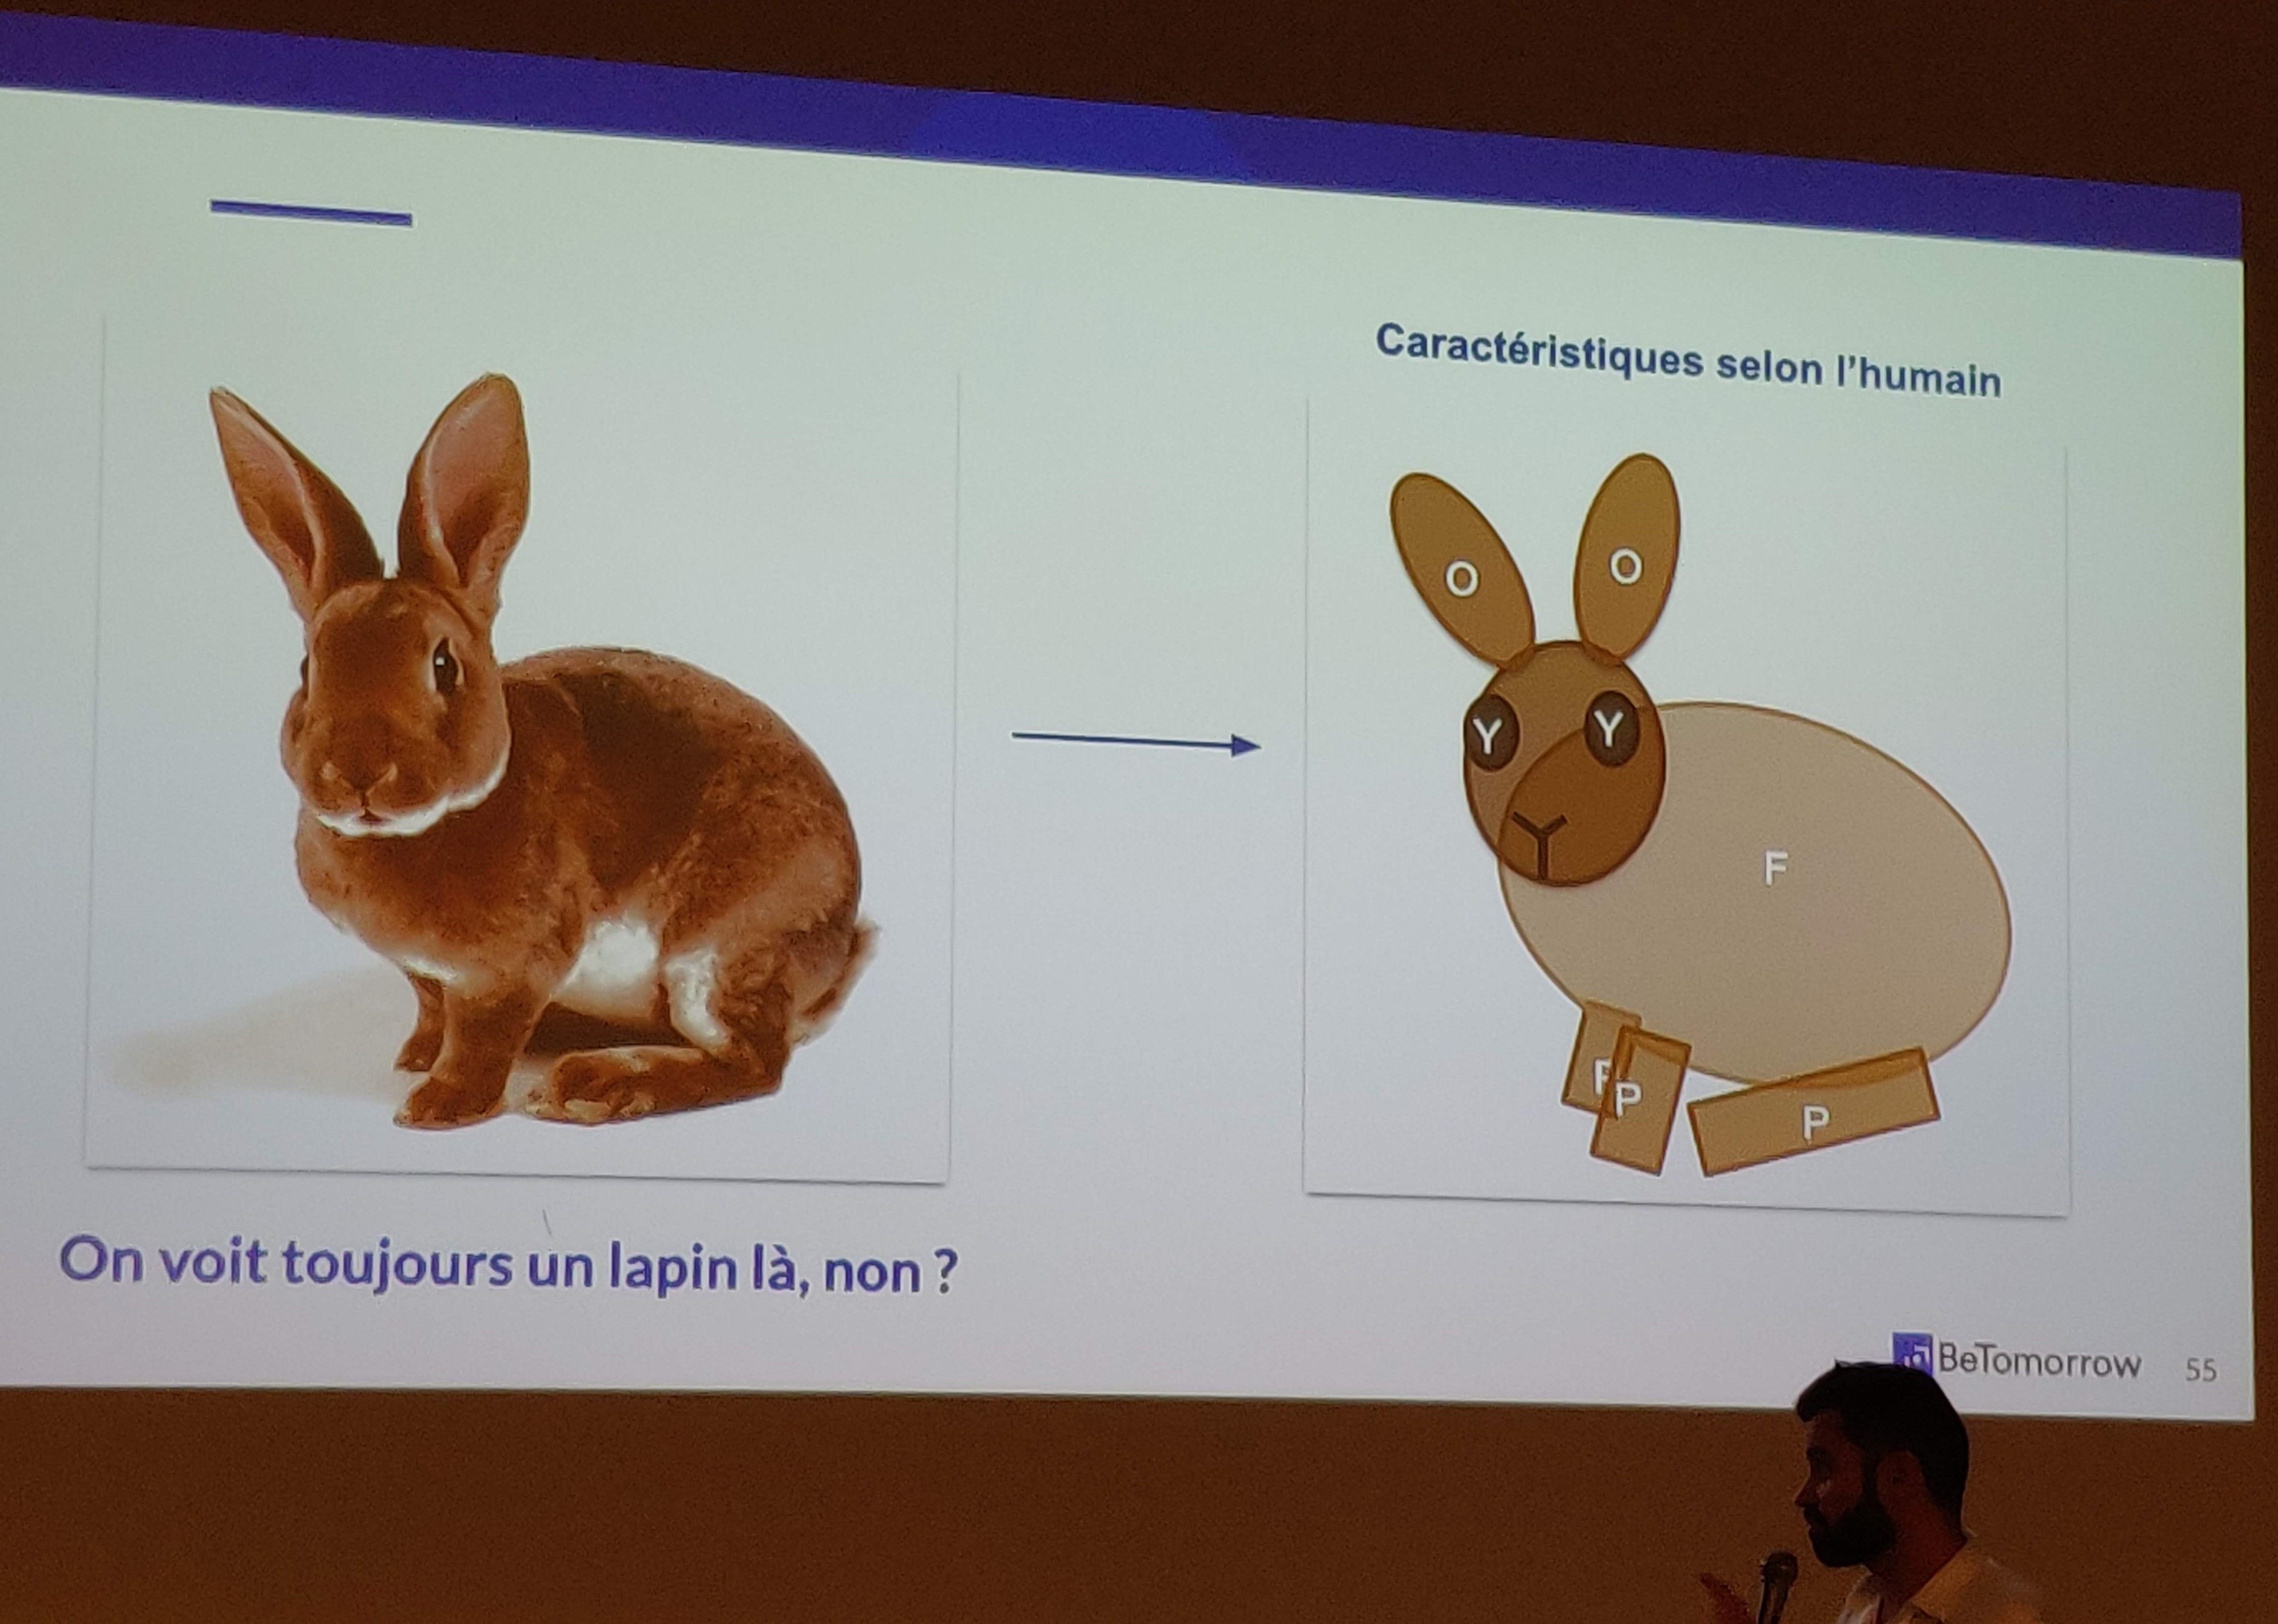 Caractéristiques selon l'humain
O O
Y Y
F
P
P
On voit toujours un lapin là, non ?
BeTomorrow 55